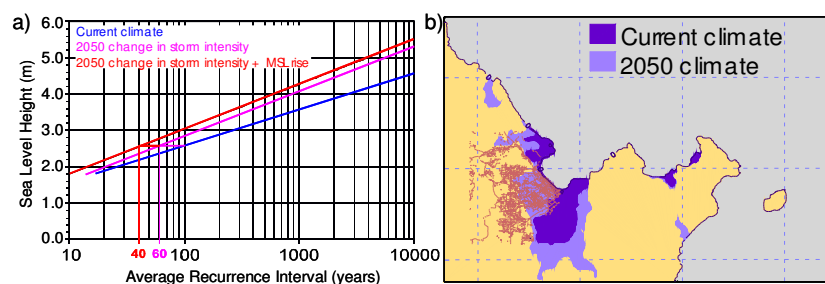 a)
6.0
5.0
4.0
3.0
2.0
1.0
0.0
Sea Level Height (m)
Current climate
2050 change in storm intensity
2050 change in storm intensity + MSL rise
10
40
60
100
1000
10000
Average Recurrence Interval (years)
b)
Current climate
2050 climate